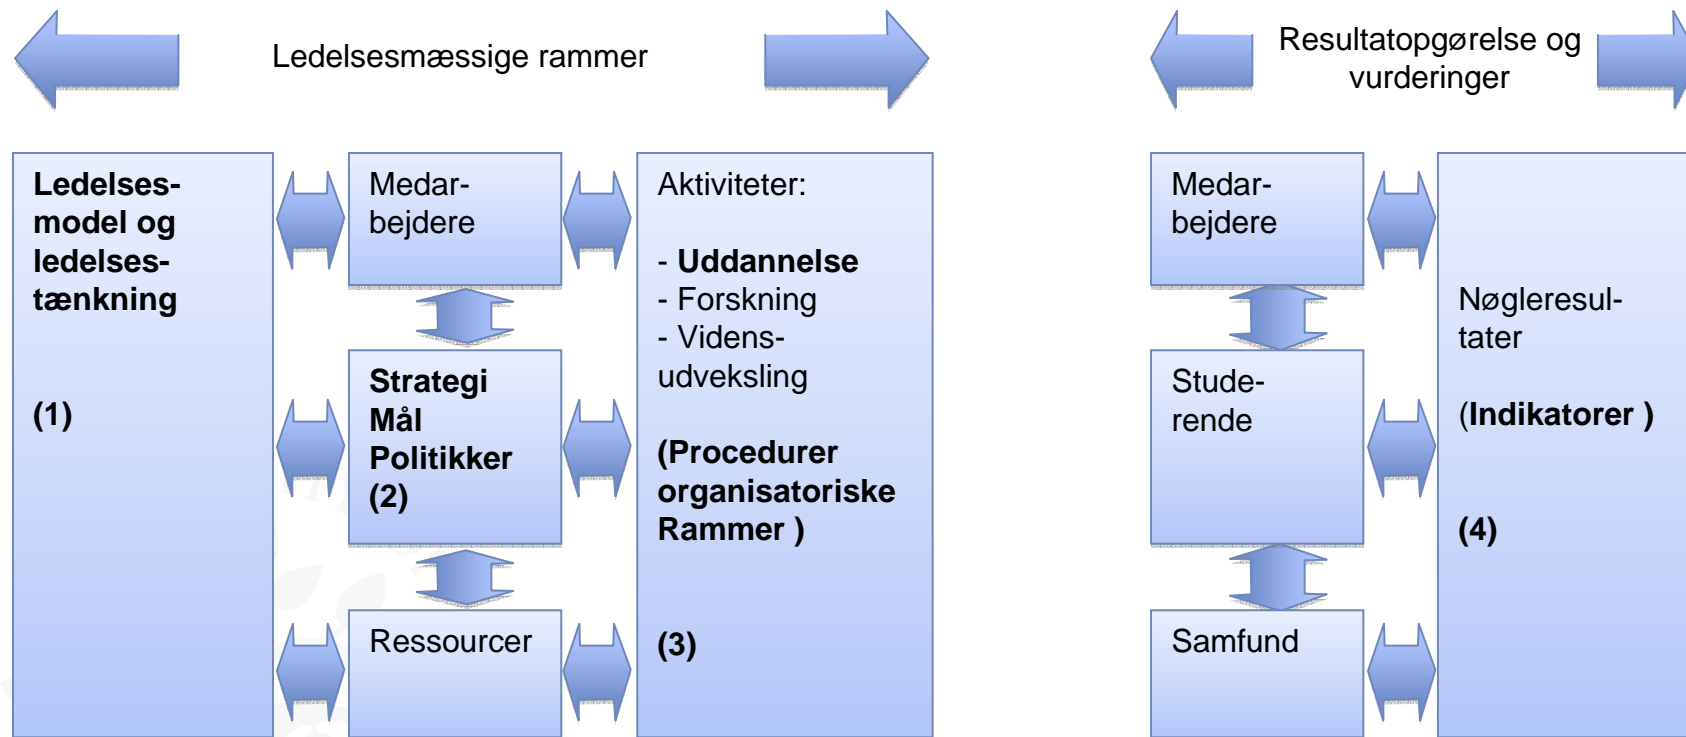 Ledelsesmæssige rammer
Resultatopgørelse og
vurderinger
Ledelses-
model og
ledelses-
tænkning
(1)
Medar-
bejdere
Strategi
Mål
Politikker
(2)
Ressourcer
Aktiviteter:
- Uddannelse
- Forskning
- Videns-
udveksling
(Procedurer
organisatoriske
Rammer )
(3)
Medar-
bejdere
Stude-
rende
Samfund
Nøgleresul-
tater
(Indikatorer )
(4)